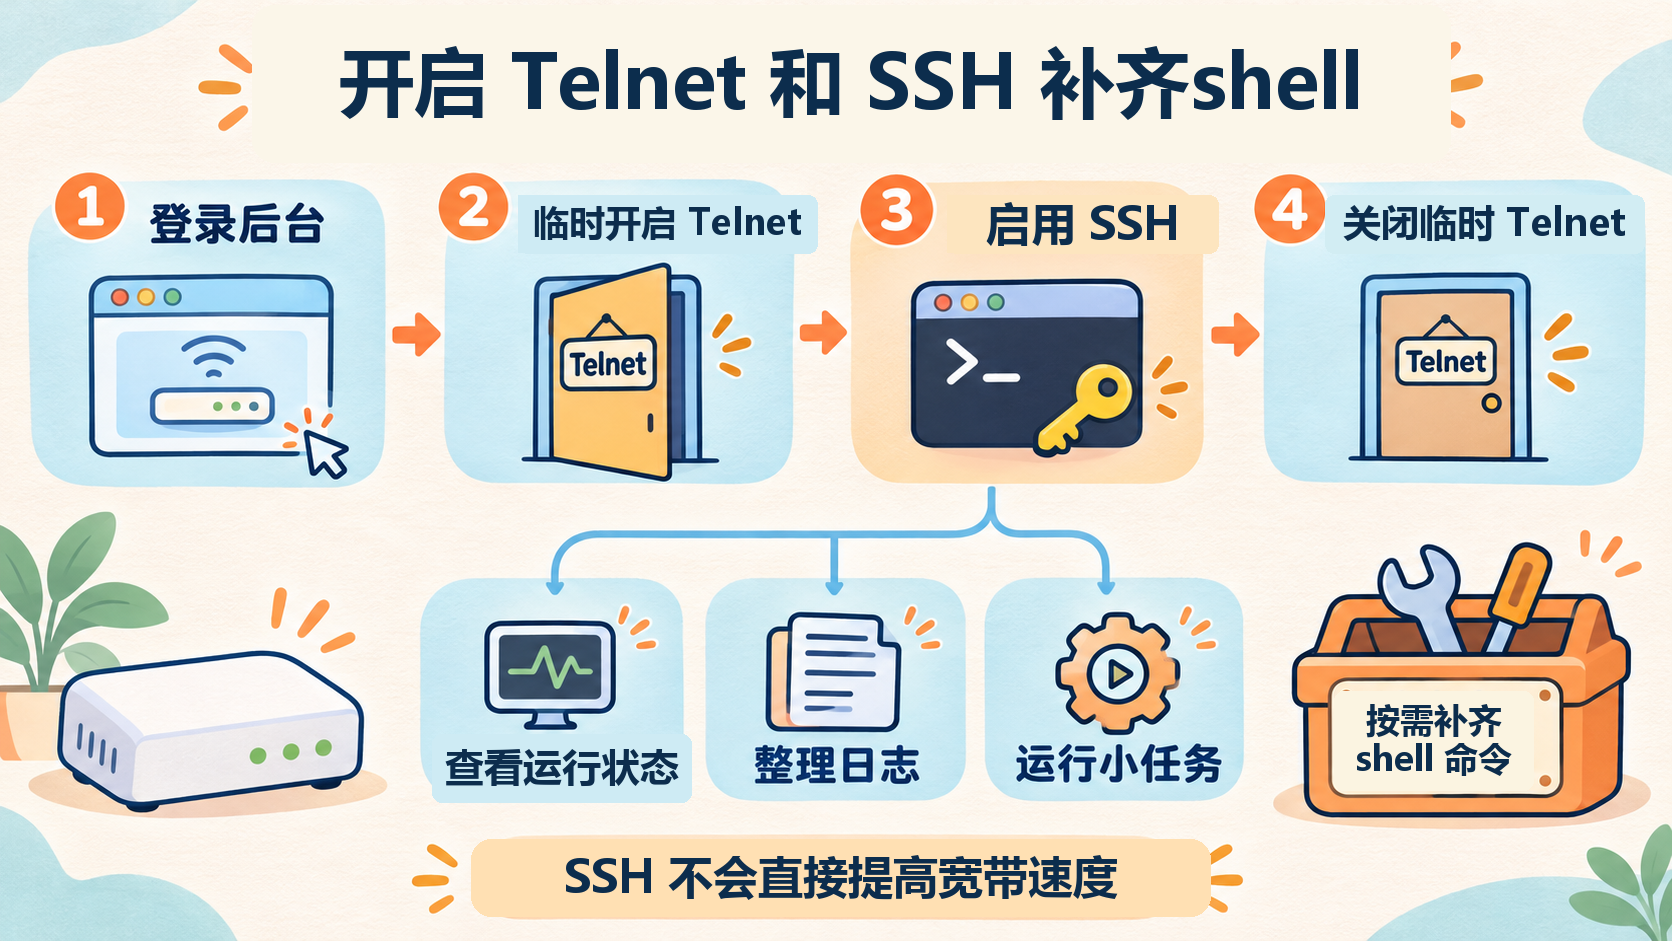 开启 Telnet 和 SSH 补齐shell
1
登录后台
2
临时开启 Telnet
Telnet
3
启用 SSH
>_
4
关闭临时 Telnet
Telnet
查看运行状态
整理日志
运行小任务
按需补齐
shell 命令
SSH 不会直接提高宽带速度